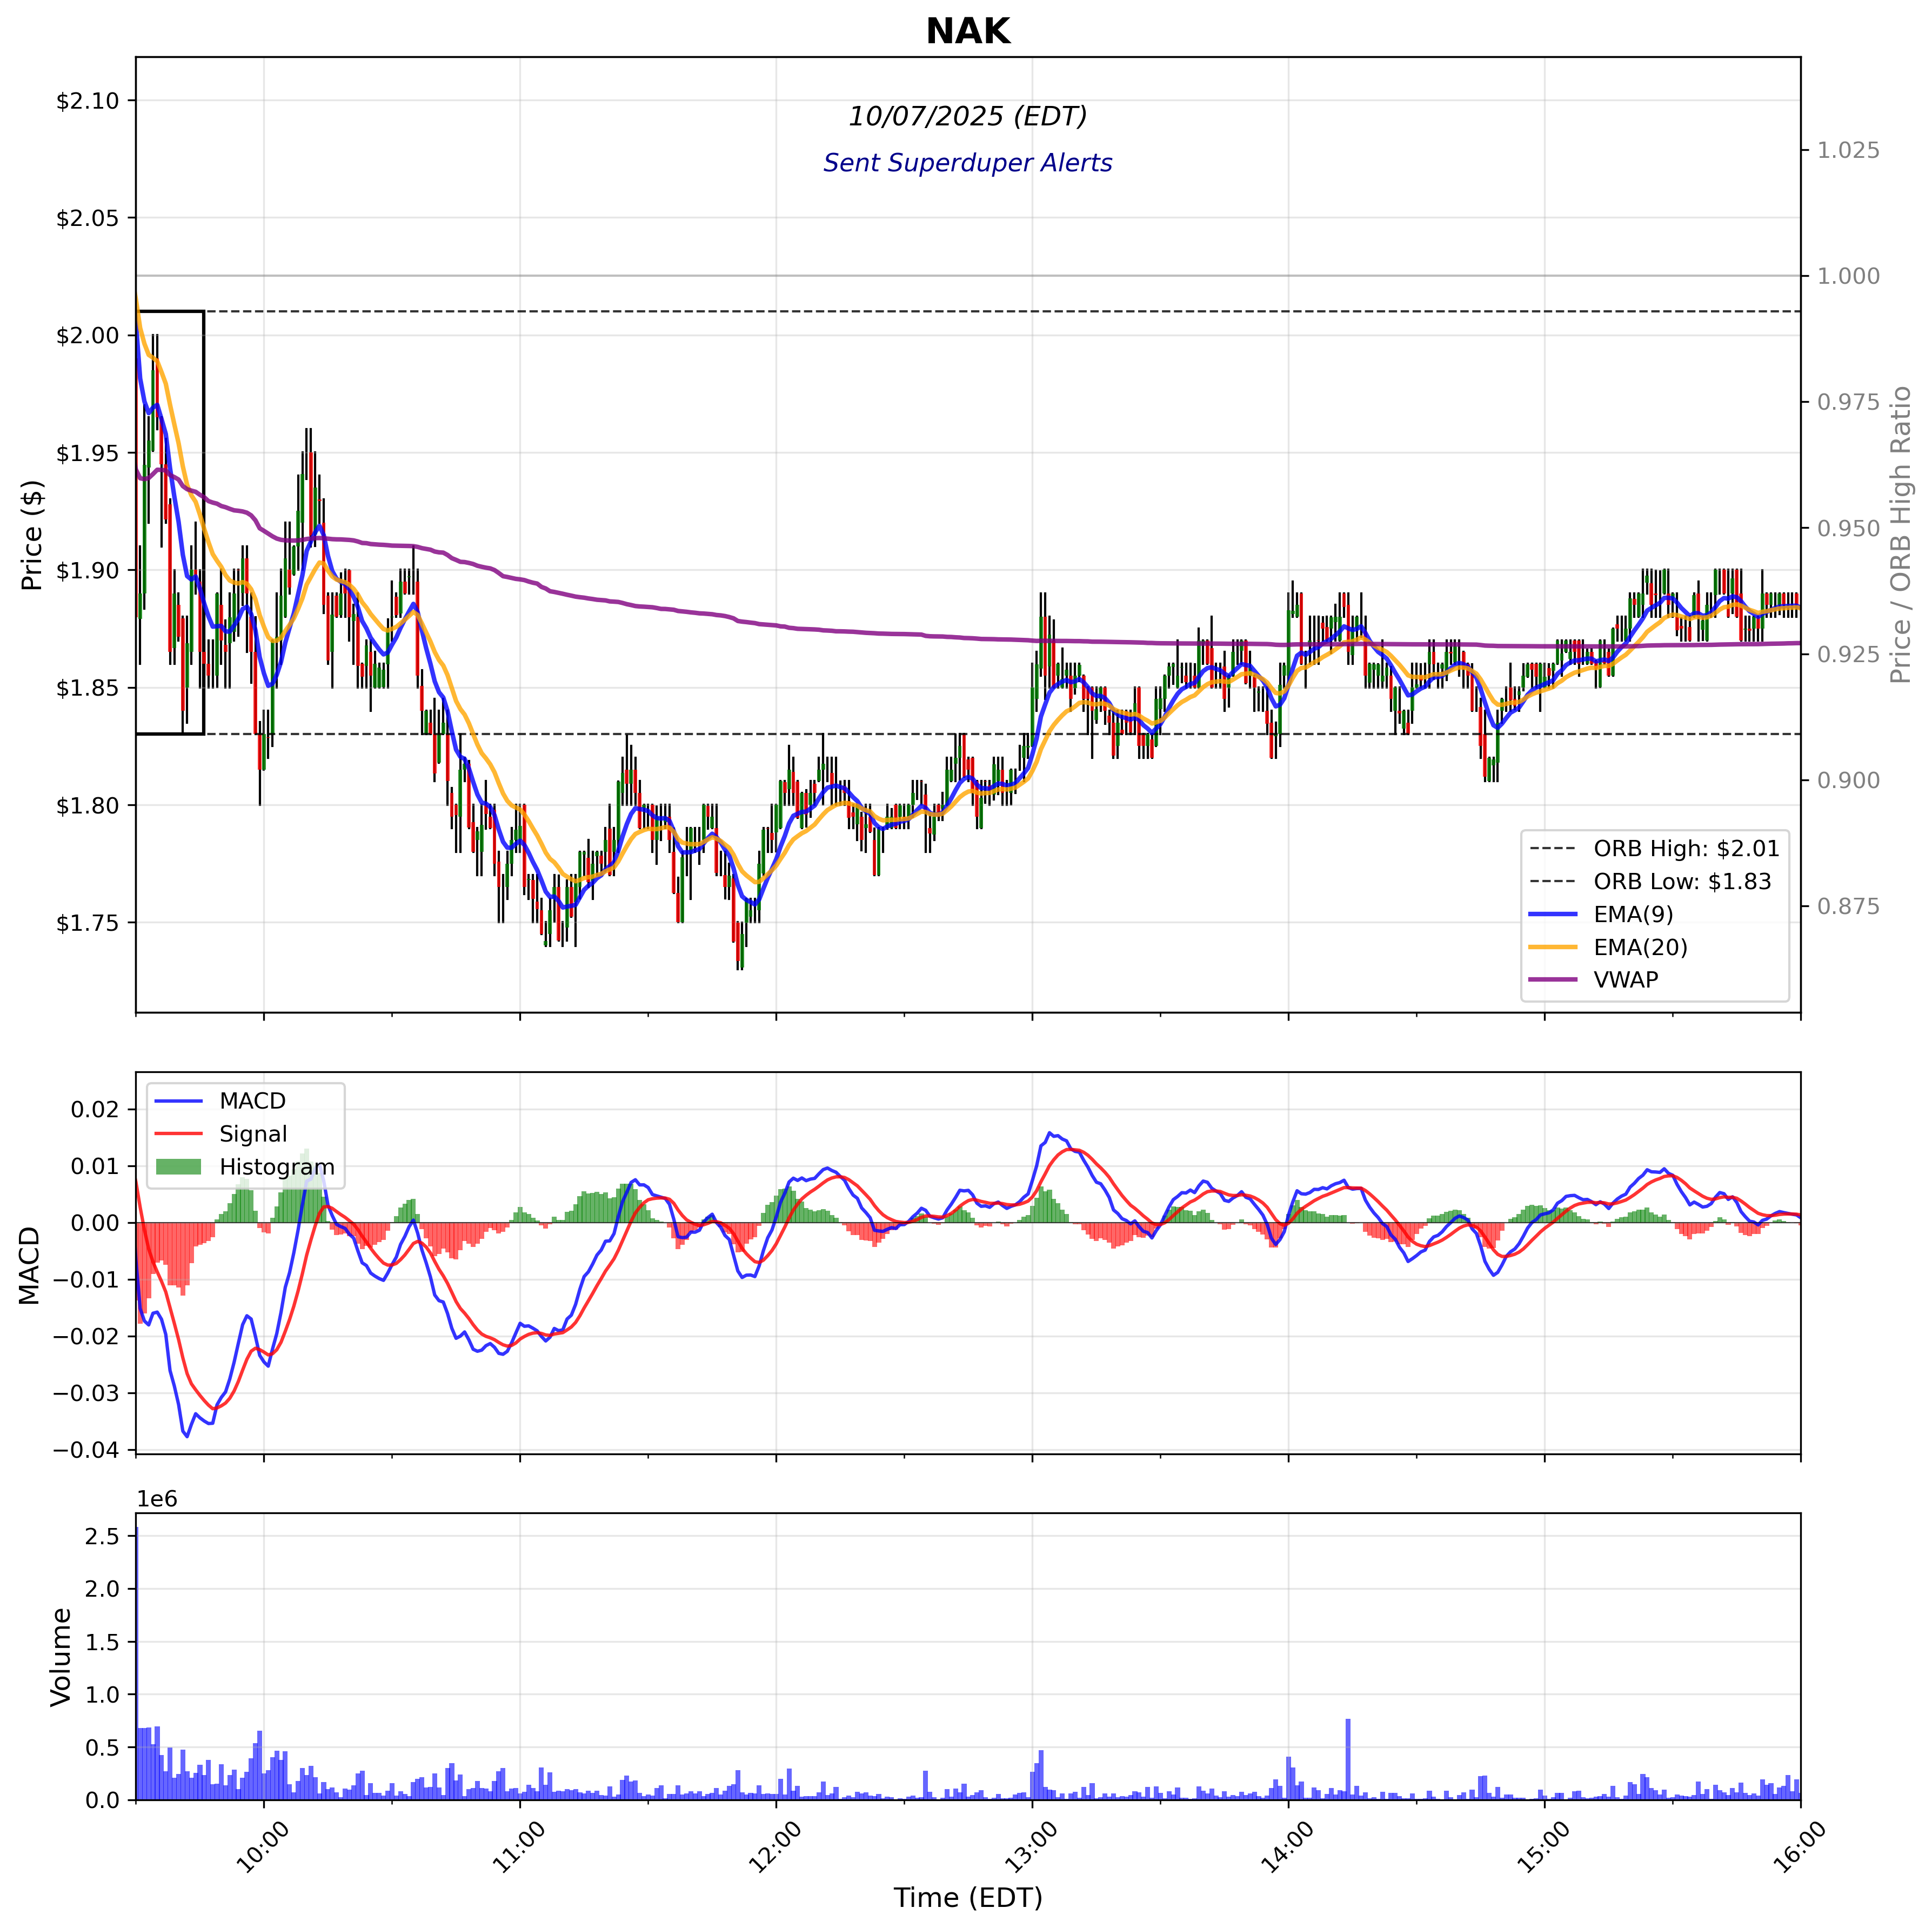 NAK
10/07/2025 (EDT)
Sent Superduper Alerts
Price ($)
$2.10
$2.05
$2.00
$1.95
$1.90
$1.85
$1.80
$1.75
1.025
1.000
0.975
0.950
0.925
0.900
0.875
Price / ORB High Ratio
ORB High: $2.01
ORB Low: $1.83
EMA(9)
EMA(20)
VWAP
MACD
0.02
0.01
0.00
−0.01
−0.02
−0.03
−0.04
MACD
Signal
Histogram
1e6
Volume
2.5
2.0
1.5
1.0
0.5
0.0
10:00
11:00
12:00
13:00
14:00
15:00
16:00
Time (EDT)